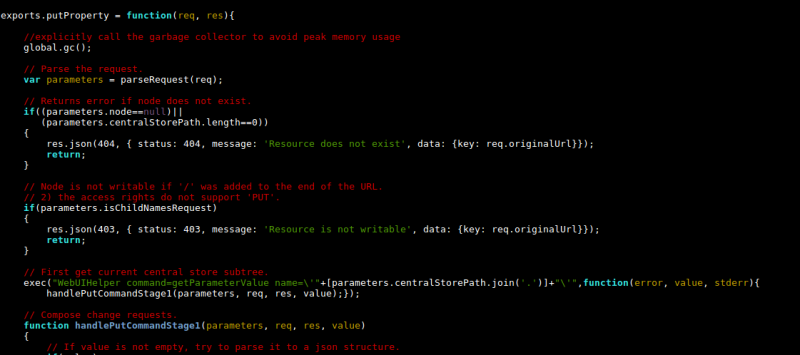 exports.putProperty = function(req, res){
//explicitly call the garbage collector to avoid peak memory usage
global.gc();
// Parse the request.
var parameters = parseRequest(req);
// Returns error if node does not exist.
if((parameters.node==null)||
(parameters.centralStorePath.length==0))
{
res.json(404, { status: 404, message: 'Resource does not exist', data: {key: req.originalUrl}});
return;
}
// Node is not writable if '/' was added to the end of the URL.
// 2) the access rights do not support 'PUT'.
if(parameters.isChildNamesRequest)
{
res.json(403, { status: 403, message: 'Resource is not writable', data: {key: req.originalUrl}});
return;
}
// First get current central store subtree.
exec("WebUIHelper command=getParameterValue name=\'"+[parameters.centralStorePath.join('.')]+"\'",function(error, value, stderr){
handlePutCommandStage1(parameters, req, res, value);});
// Compose change requests.
function handlePutCommandStage1(parameters, req, res, value)
{
// If value is not empty, try to parse it to a json structure.